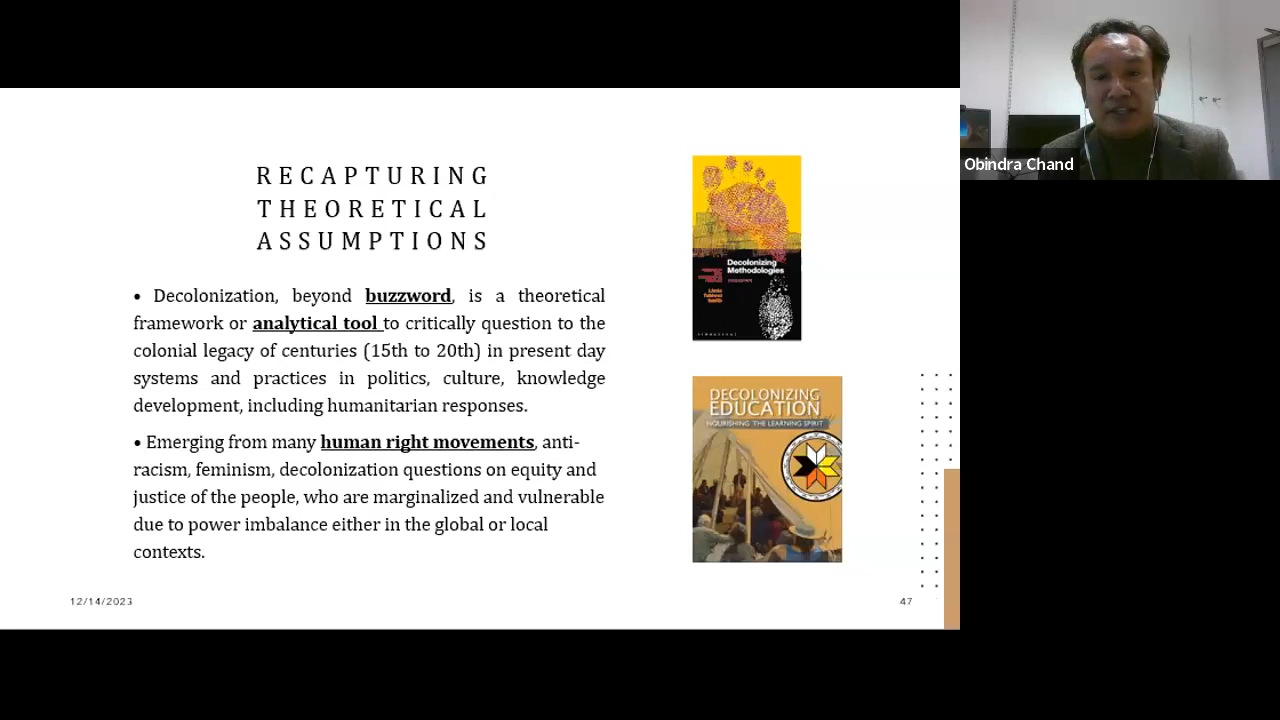 RECAPTURING
THEORETICAL
ASSUMPTIONS
• Decolonization, beyond buzzword, is a theoretical
framework or analytical tool to critically question to the
colonial legacy of centuries (15th to 20th) in present day
systems and practices in politics, culture, knowledge
development, including humanitarian responses.
• Emerging from many human right movements, anti-
racism, feminism, decolonization questions on equity and
justice of the people, who are marginalized and vulnerable
due to power imbalance either in the global or local
contexts.
12/14/2023
47
Decolonizing
Methodologies
Linda
Tuhiwai
Smith
DECOLONIZING
EDUCATION
NOURISHING THE LEARNING SPIRIT
Obindra Chand